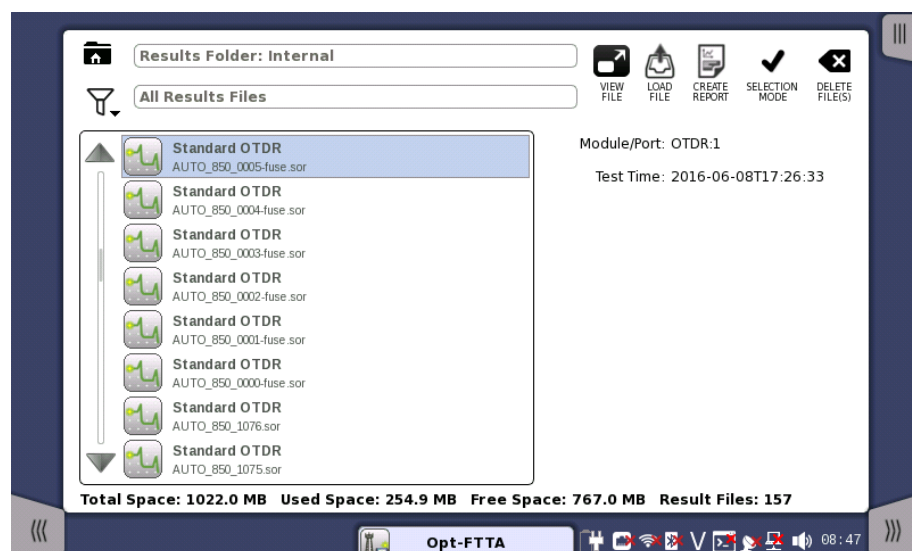 Results Folder: Internal
All Results Files
VIEW FILE
LOAD FILE
CREATE REPORT
SELECTION MODE
DELETE FILE(S)
Standard OTDR
AUTO_850_0005-fuse.sor
Standard OTDR
AUTO_850_0004-fuse.sor
Standard OTDR
AUTO_850_0003-fuse.sor
Standard OTDR
AUTO_850_0002-fuse.sor
Standard OTDR
AUTO_850_0001-fuse.sor
Standard OTDR
AUTO_850_0000-fuse.sor
Standard OTDR
AUTO_850_1076.sor
Standard OTDR
AUTO_850_1075.sor
Module/Port: OTDR:1
Test Time: 2016-06-08T17:26:33
Total Space: 1022.0 MB Used Space: 254.9 MB Free Space: 767.0 MB Result Files: 157
Opt-FTTA
V
08:47